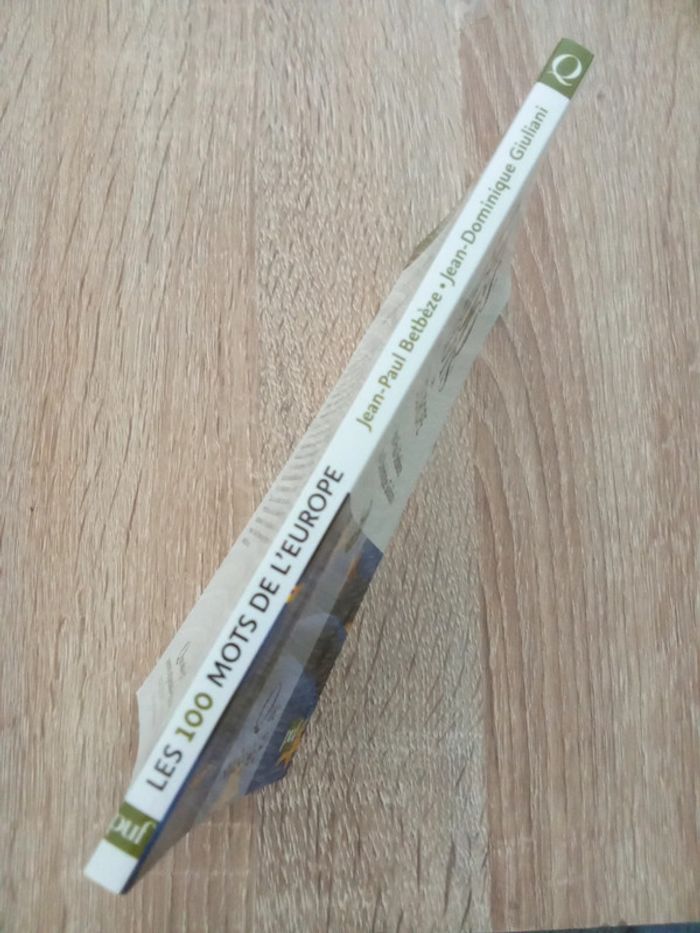 LES 100 MOTS DE L'EUROPE
Jean-Paul Betbèze • Jean-Dominique Giuliani
puf